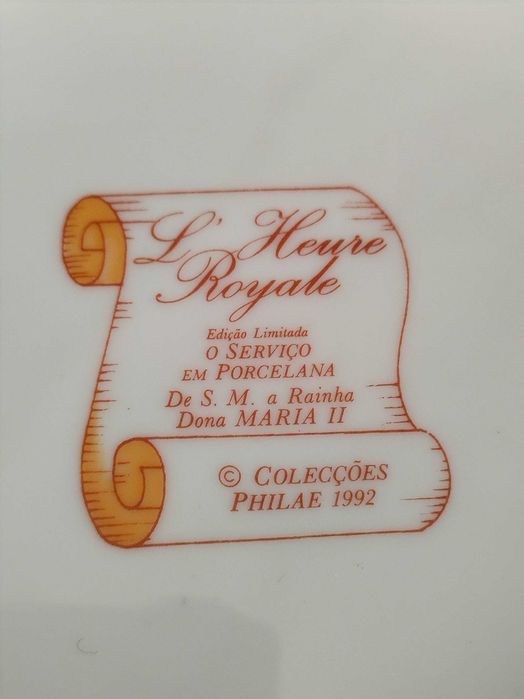 L' Heure
Royale
Edição Limitada
O SERVIÇO
EM PORCELANA
De S. M. a Rainha
Dona MARIA II
© COLECÇÕES
PHILAE 1992